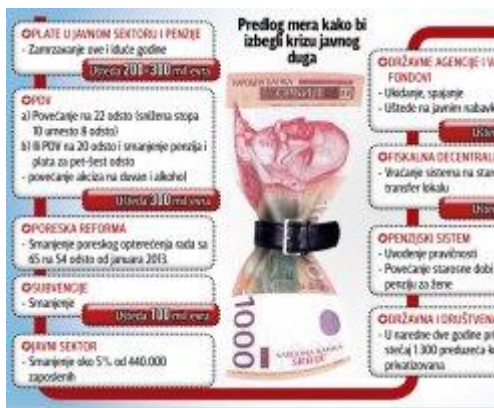 PLATE U JAVNOM SEKTORU I PENZIJE
- Zamrzavanje ove i iduće godine
Ušteda 200-300 mil evra
PDV
a) Povećanje na 22 odsto (snižena stopa
10 umesto 8 odsto)
b) Ili PDV na 20 odsto i smanjenje penzija i
plata za pet-šest odsto
- povećanje akciza na duvan i alkohol
Ušteda 300 mil evra
PORESKA REFORMA
- Smanjenje poreskog opterećenja rada sa
65 na 54 odsto od januara 2013.
SUBVENCIJE
- Smanjenje
Ušteda 100 mil evra
JAVNI SEKTOR
- Smanjenje oko 5% od 440.000
zaposlenih
Predlog mera kako bi
izbegli krizu javnog
duga
1000
NARODNA BANKA
SRBIJE
DRŽAVNE AGENCIJE I
FONDOVI
- Ukidanje, spajanje
- Uštede na javnim
FISKALNA
- Vraćanje sistema na
transfer lokalu
PENZIJSKI SISTEM
- Uvođenje pravičnosti
- Povećanje starosne
penziju za žene
DRŽAVNA I DRUŠTVENA
- U naredne dve godine
stečaj 1.300 preduzeća
privatizovana